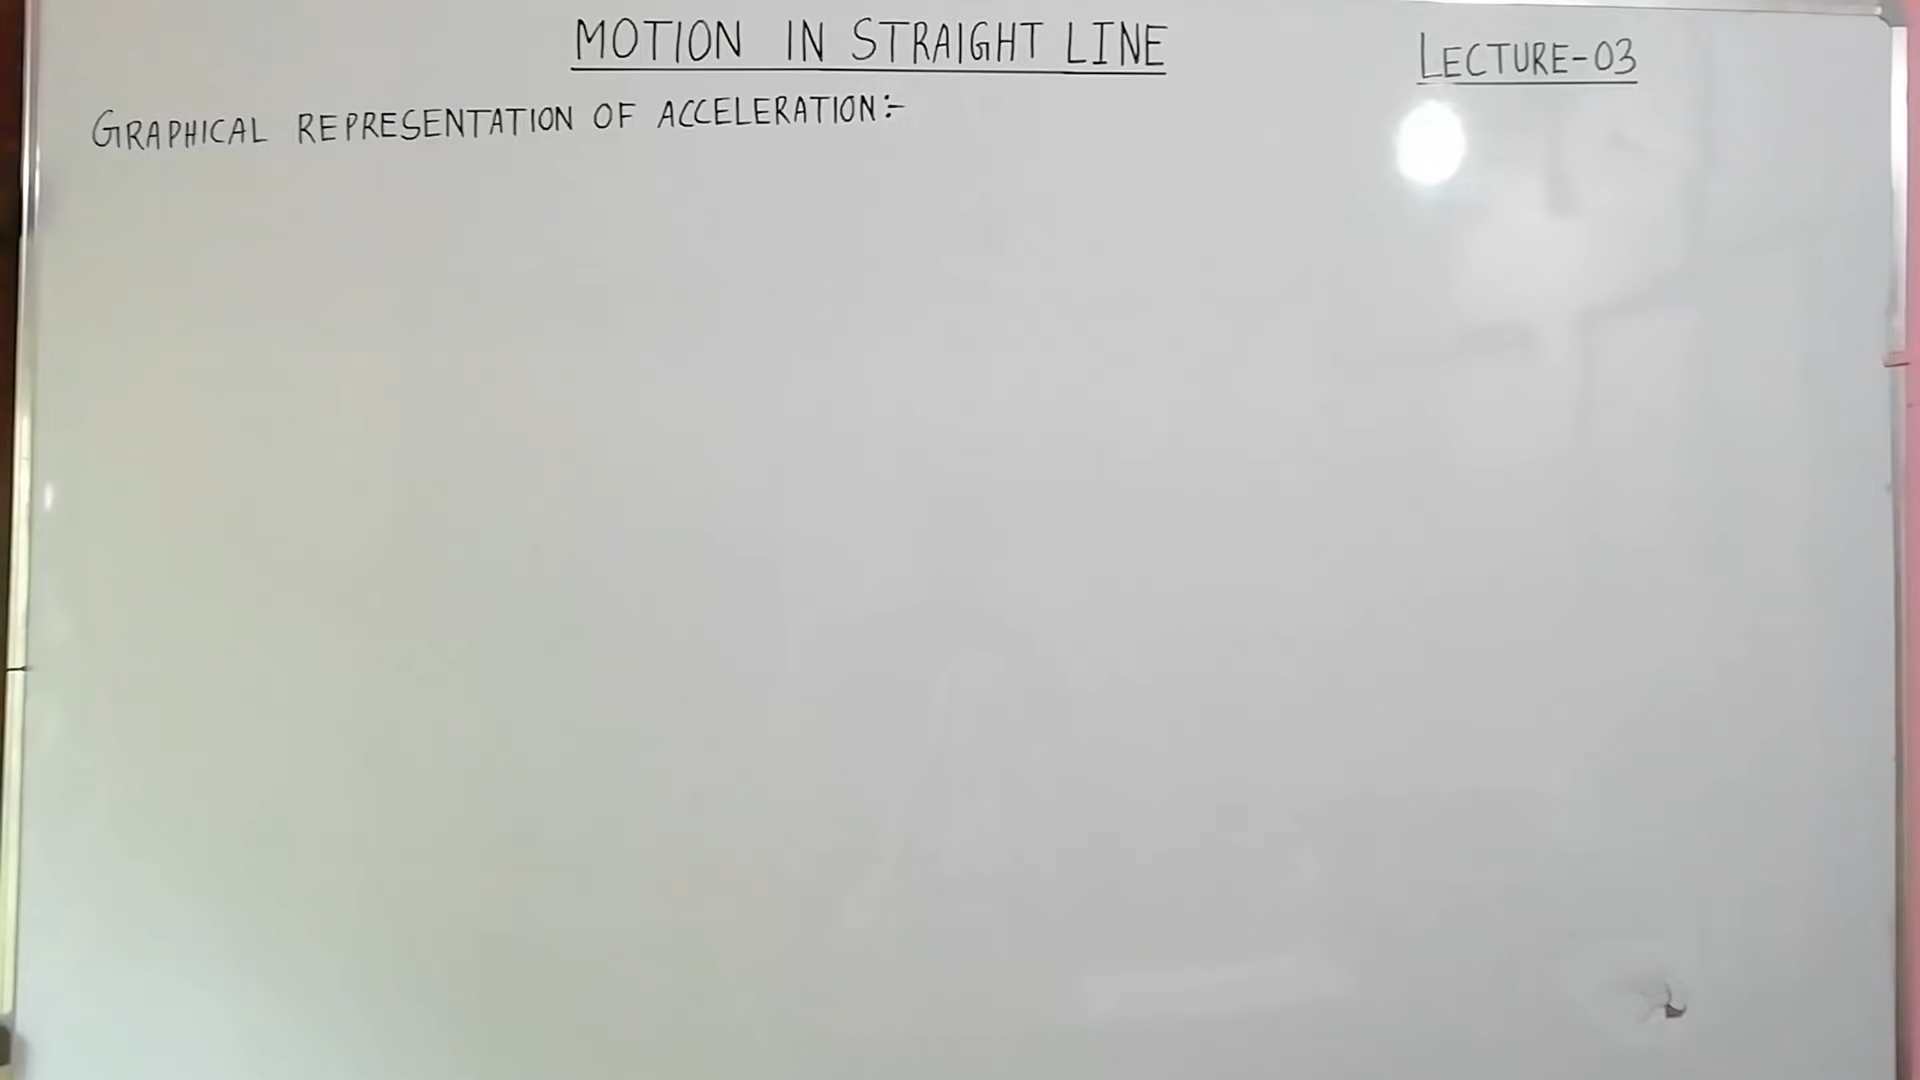 MOTION IN STRAIGHT LINE
LECTURE-03
GRAPHICAL REPRESENTATION OF ACCELERATION:-